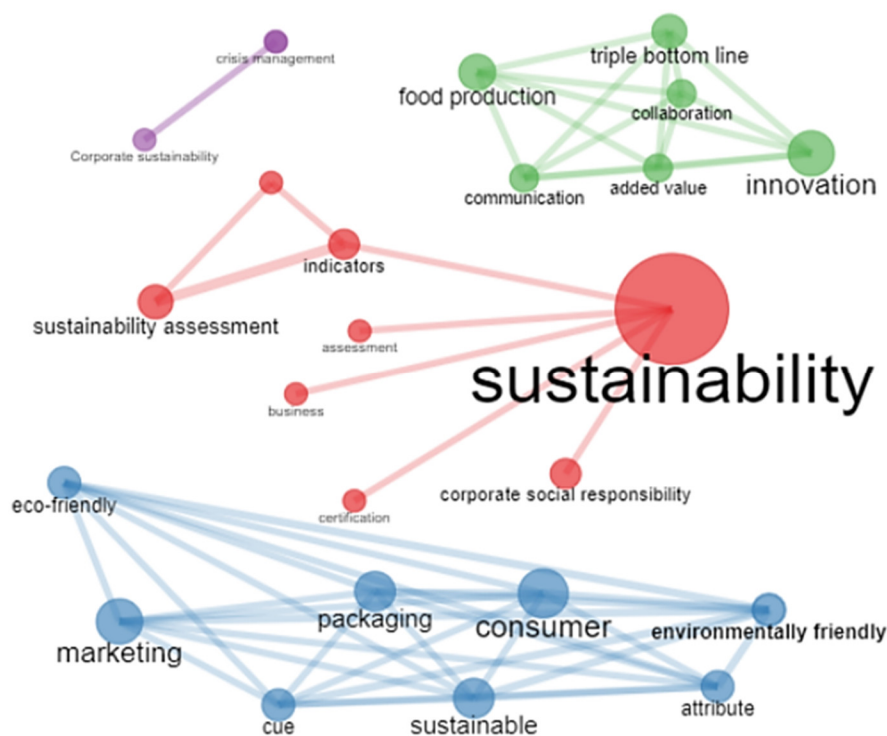 crisis management
triple bottom line
food production
collaboration
Corporate sustainability
communication
added value
innovation
indicators
sustainability assessment
assessment
sustainability
business
corporate social responsibility
eco-friendly
certification
packaging
consumer
environmentally friendly
marketing
attribute
cue
sustainable